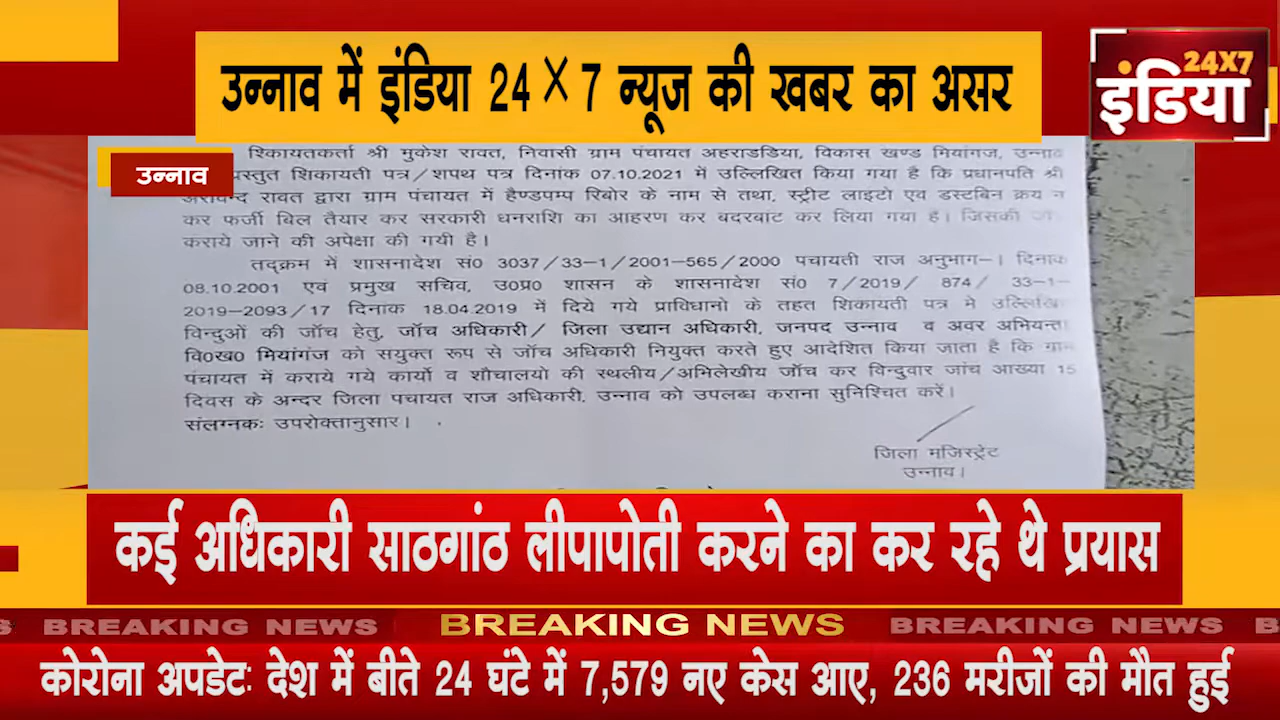 उन्नाव में इंडिया 24×7 न्यूज की खबर का असर
24X7
इंडिया
उन्नाव
शिकायतकर्ता श्री मुकेश रावत, निवासी ग्राम पंचायत अहराडडिया, विकास खण्ड मियांगंज, उन्नाव
प्रस्तुत शिकायती पत्र/शपथ पत्र दिनांक 07.10.2021 में उल्लिखित किया गया है कि प्रधानपति श्री
अरविन्द रावत द्वारा ग्राम पंचायत में हैण्डपम्प रिबोर के नाम से तथा, स्ट्रीट लाइटो एव डस्टबिन क्रय न
कर फर्जी बिल तैयार कर सरकारी धनराशि का आहरण कर बदरबांट कर लिया गया है। जिसकी जॉच
कराये जाने की अपेक्षा की गयी है।
तद्क्रम में शासनादेश सं0 3037/33-1/2001-565/2000 पचायती राज अनुभाग-। दिनाक
08.10.2001 एवं प्रमुख सचिव, उ0प्र0 शासन के शासनादेश सं0 7/2019/ 874/ 33-1-
2019-2093/17 दिनाक 18.04.2019 में दिये गये प्राविधानो के तहत शिकायती पत्र मे उल्लिखि
विन्दुओं की जॉच हेतु, जॉच अधिकारी/ जिला उद्यान अधिकारी, जनपद उन्नाव व अवर अभियन्ता
वि0ख0 मियांगंज को सयुक्त रूप से जॉच अधिकारी नियुक्त करते हुए आदेशित किया जाता है कि ग्राम
पंचायत में कराये गये कार्यो व शौचालयो की स्थलीय/अभिलेखीय जॉच कर विन्दुवार जांच आख्या 15
दिवस के अन्दर जिला पचायत राज अधिकारी, उन्नाव को उपलब्ध कराना सुनिश्चित करें।
संलग्नकः उपरोक्तानुसार।
जिला मजिस्ट्रेट
उन्नाव।
कई अधिकारी साठगांठ लीपापोती करने का कर रहे थे प्रयास
BREAKING NEWS BREAKING NEWS BREAKING NEWS
कोरोना अपडेट: देश में बीते 24 घंटे में 7,579 नए केस आए, 236 मरीजों की मौत हुई